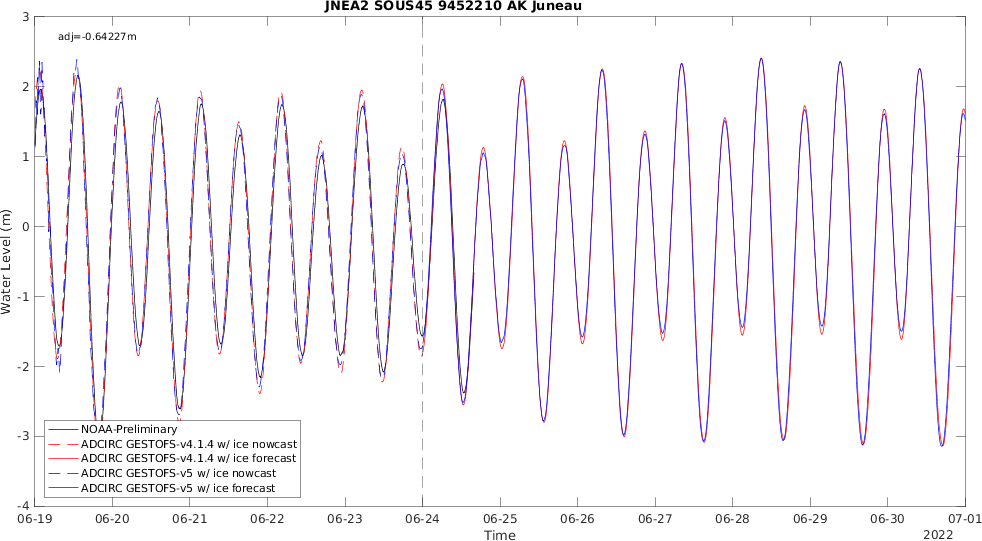 JNEA2 SOUS45 9452210 AK Juneau
adj=-0.64227m
3
2
1
0
-1
-2
-3
-4
Water Level (m)
NOAA-Preliminary
ADCIRC GESTOFS-v4.1.4 w/ ice nowcast
ADCIRC GESTOFS-v4.1.4 w/ ice forecast
ADCIRC GESTOFS-v5 w/ ice nowcast
ADCIRC GESTOFS-v5 w/ ice forecast
06-19 06-20 06-21 06-22 06-23 06-24 06-25 06-26 06-27 06-28 06-29 06-30 07-01
Time
2022